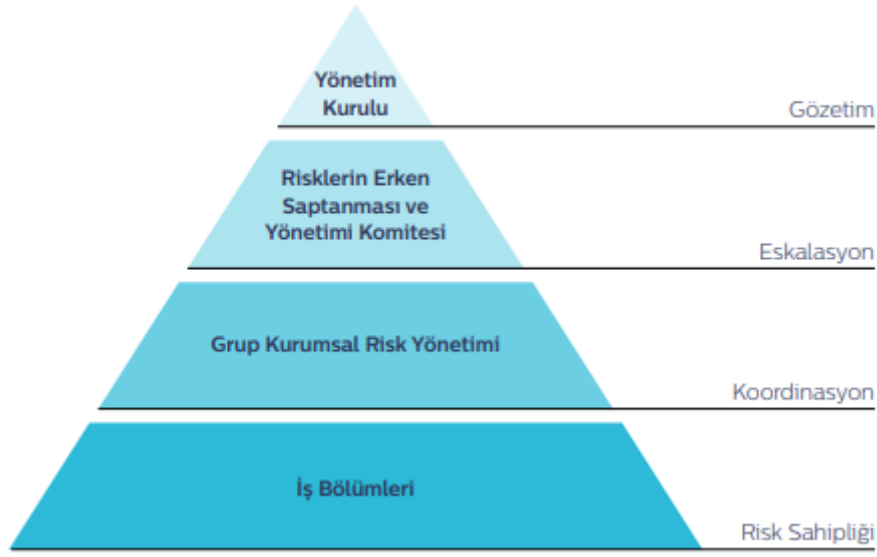 Yönetim
Kurulu
Gözetim
Risklerin Erken
Saptanması ve
Yönetimi Komitesi
Eskalasyon
Grup Kurumsal Risk Yönetimi
Koordinasyon
İş Bölümleri
Risk Sahipliği